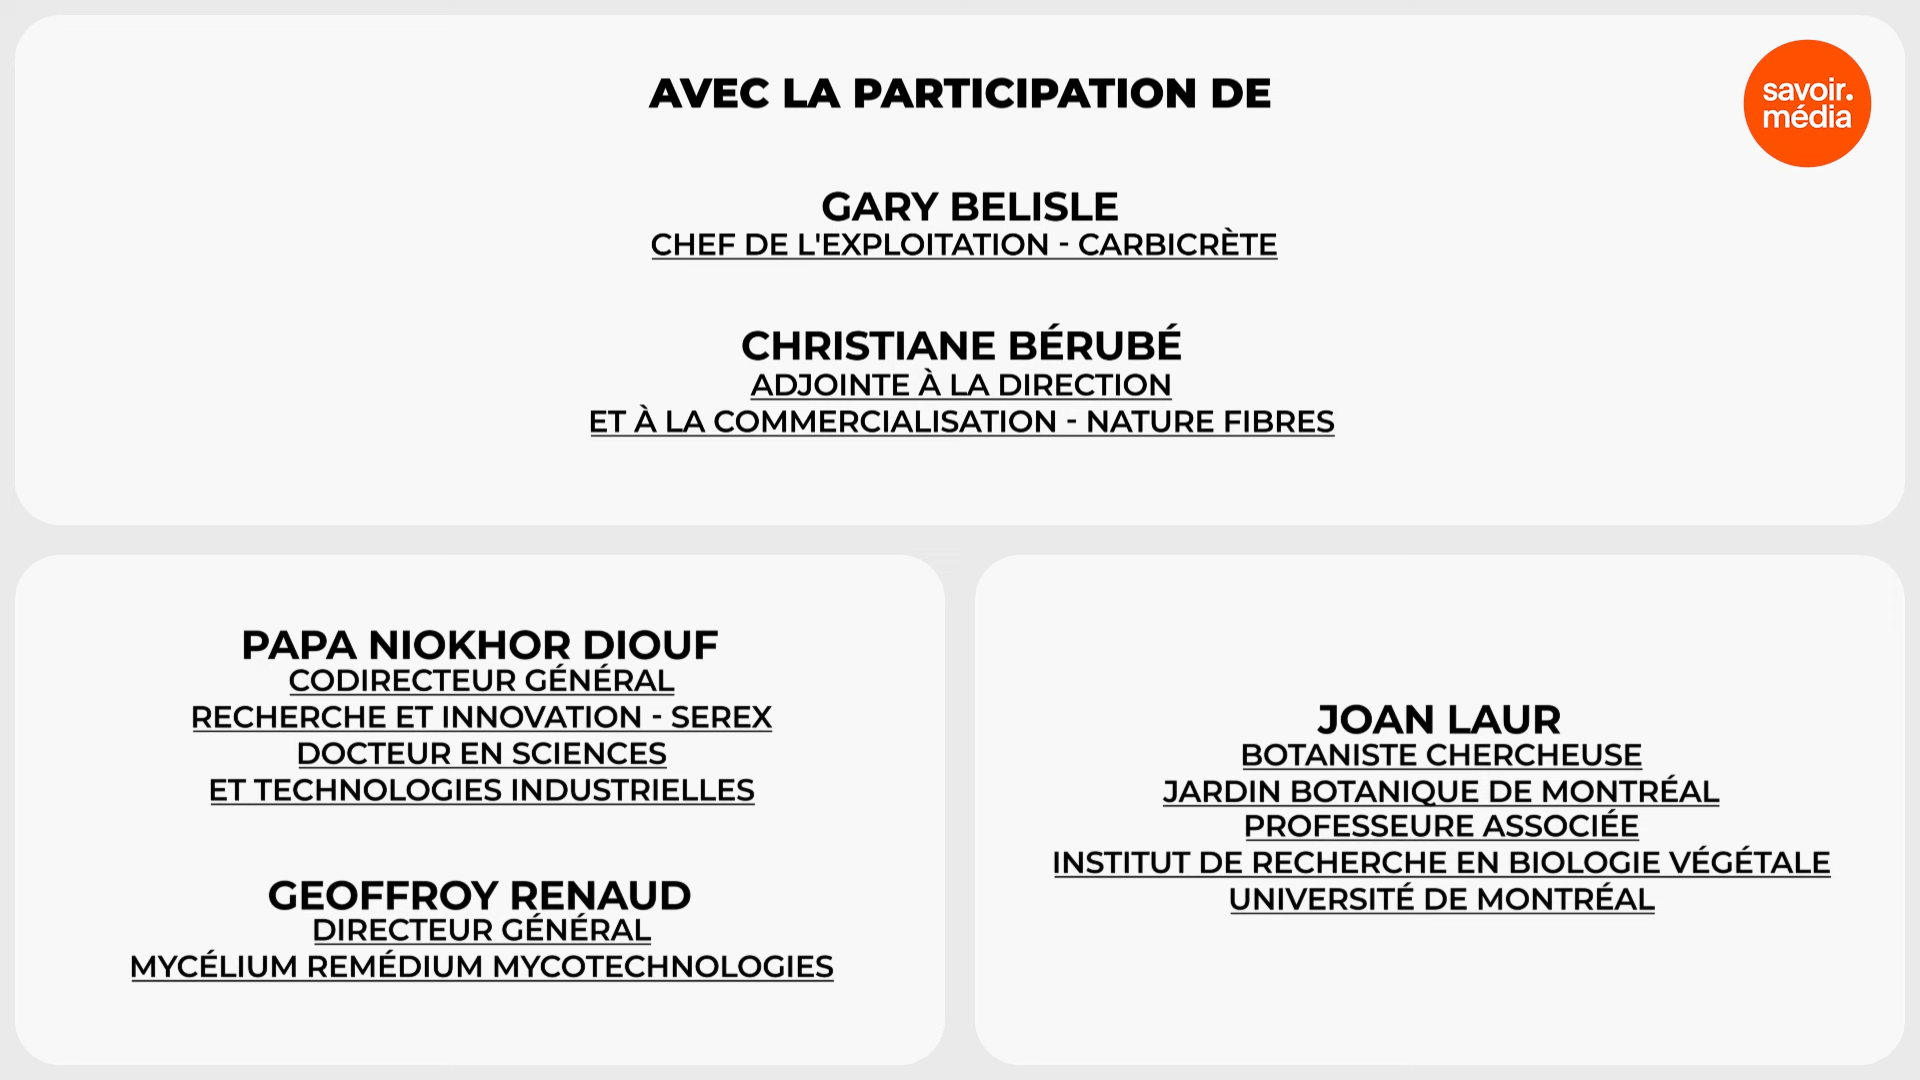 AVEC LA PARTICIPATION DE
savoir.
média
GARY BELISLE
CHEF DE L'EXPLOITATION - CARBICRÈTE
CHRISTIANE BÉRUBÉ
ADJOINTE À LA DIRECTION
ET À LA COMMERCIALISATION - NATURE FIBRES
PAPA NIOKHOR DIOUF
CODIRECTEUR GÉNÉRAL
RECHERCHE ET INNOVATION - SEREX
DOCTEUR EN SCIENCES
ET TECHNOLOGIES INDUSTRIELLES
GEOFFROY RENAUD
DIRECTEUR GÉNÉRAL
MYCÉLIUM REMÉDIUM MYCOTECHNOLOGIES
JOAN LAUR
BOTANISTE CHERCHEUSE
JARDIN BOTANIQUE DE MONTRÉAL
PROFESSEURE ASSOCIÉE
INSTITUT DE RECHERCHE EN BIOLOGIE VÉGÉTALE
UNIVERSITÉ DE MONTRÉAL